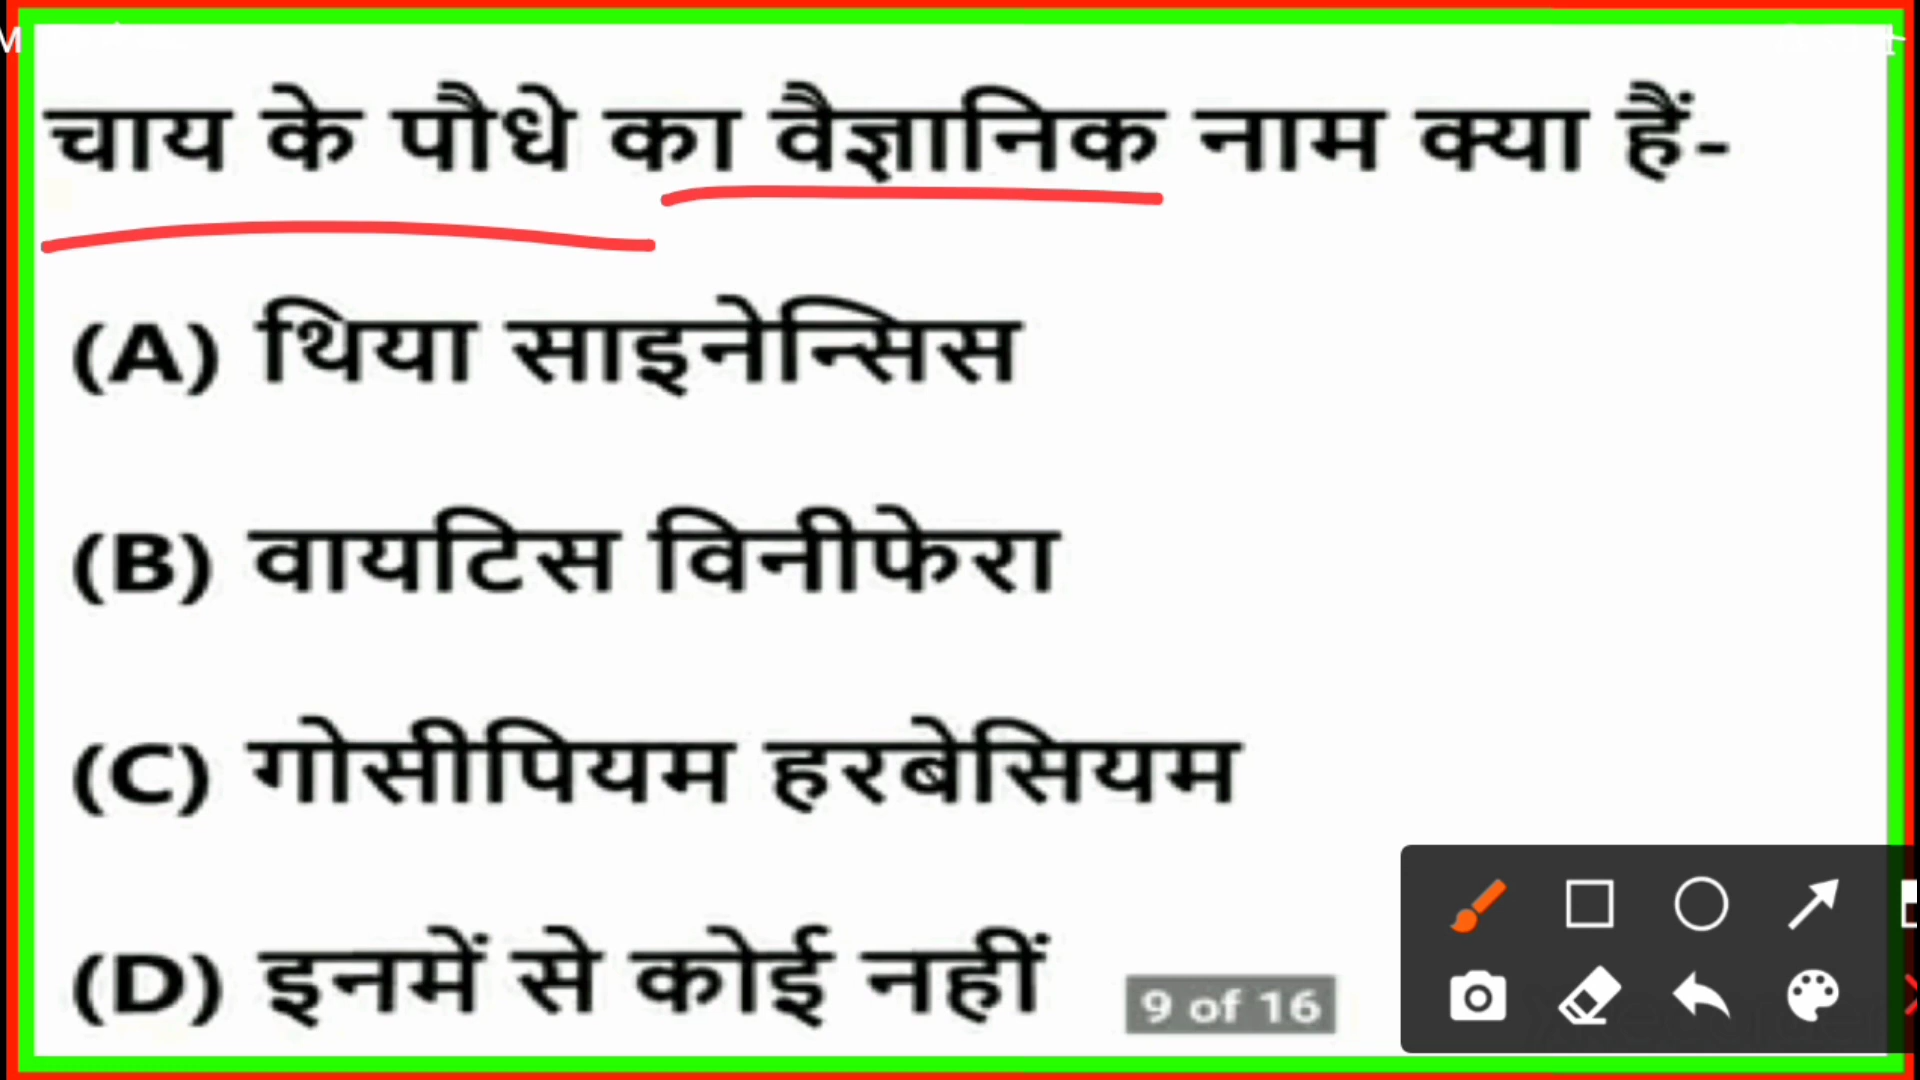 चाय के पौधे का वैज्ञानिक नाम क्या हैं-
(A) थिया साइनेन्सिस
(B) वायटिस विनीफेरा
(C) गोसीपियम हरबेसियम
(D) इनमें से कोई नहीं
9 of 16